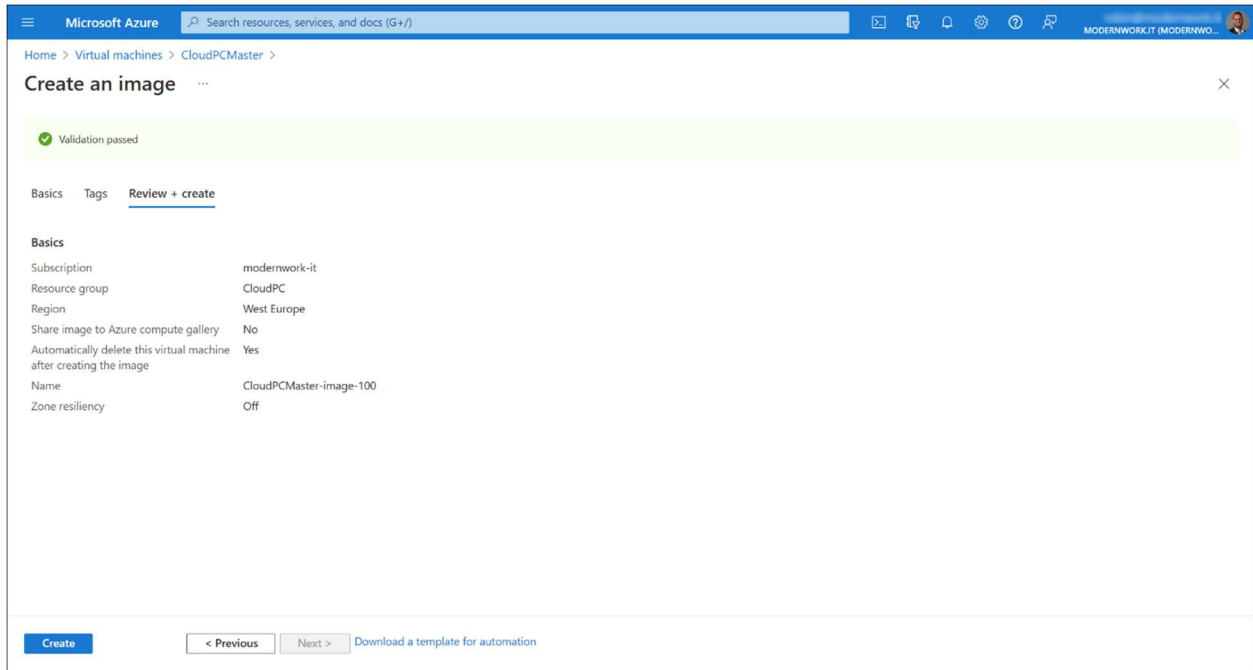 Microsoft Azure
Search resources, services, and docs (G+/)
MODERNWORK.IT (MODERNWO...
Home > Virtual machines > CloudPCMaster >
Create an image ...
Validation passed
Basics Tags Review + create
Basics
Subscription modernwork-it
Resource group CloudPC
Region West Europe
Share image to Azure compute gallery No
Automatically delete this virtual machine Yes
after creating the image
Name CloudPCMaster-image-100
Zone resiliency Off
Create < Previous Next > Download a template for automation